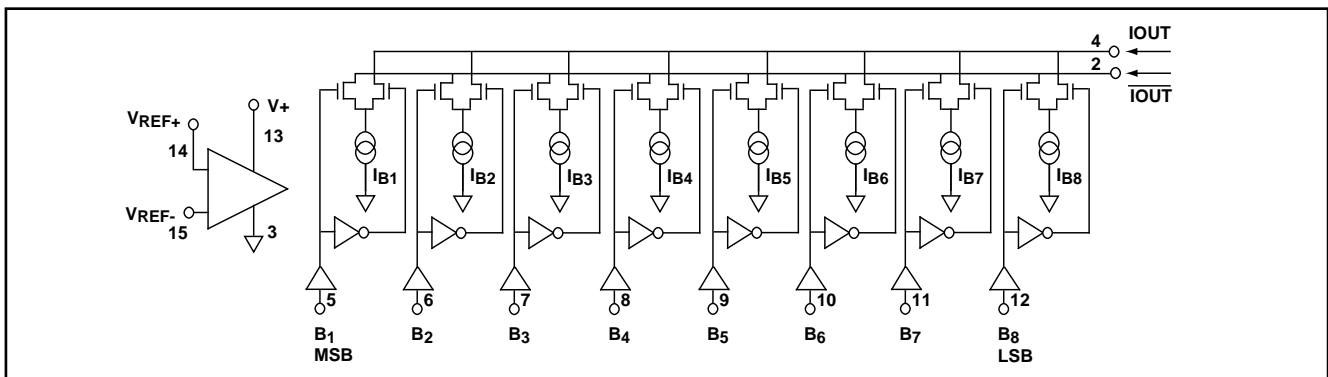 4 IOUT
2
IOUT
V+
13
VREF+
14
VREF-
15
3
IB1 IB2 IB3 IB4 IB5 IB6 IB7 IB8
5 6 7 8 9 10 11 12
B1 B2 B3 B4 B5 B6 B7 B8
MSB LSB